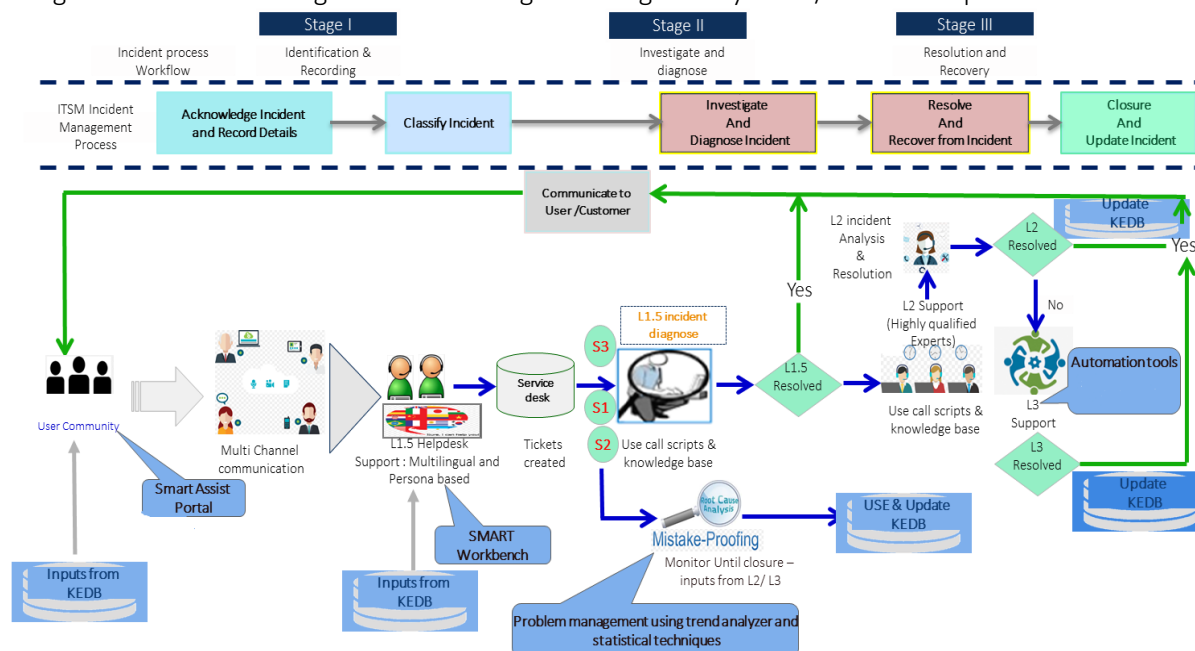 Stage I
Stage II
Stage III
Incident process
Workflow
Identification &
Recording
Investigate and
diagnose
Resolution and
Recovery
ITSM Incident
Management
Process
Acknowledge Incident
and Record Details
Classify Incident
Investigate
And
Diagnose Incident
Resolve
And
Recover from Incident
Closure
And
Update Incident
Communicate to
User /Customer
Update
KEDB
L2 incident
Analysis
&
Resolution
L2
Resolved
Yes
Yes
No
L2 Support
(Highly qualified
Experts)
L1.5 incident
diagnose
S3
S1
S2
Service
desk
L1.5
Resolved
Automation tools
L3
Support
Use call scripts &
knowledge base
User Community
Multi Channel
communication
L1.5 Helpdesk
Support : Multilingual and
Persona based
Tickets
created
Use call scripts &
knowledge base
L3
Resolved
Smart Assist
Portal
SMART
Workbench
Root Cause
Analysis
Mistake-Proofing
Monitor Until closure –
inputs from L2/ L3
USE & Update
KEDB
Update
KEDB
Inputs from
KEDB
Inputs from
KEDB
Problem management using trend analyzer and
statistical techniques